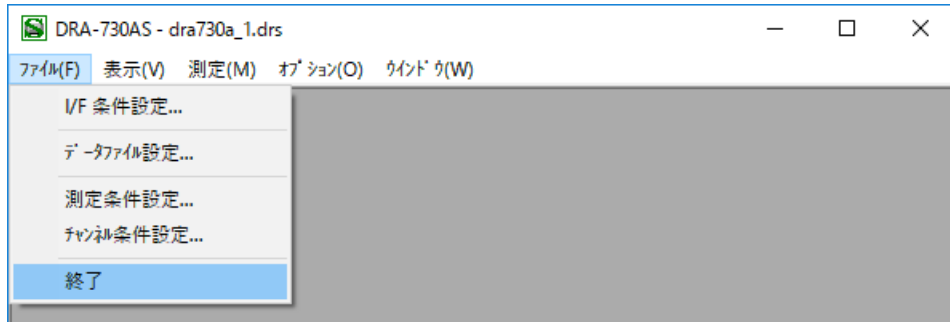 DRA-730AS - dra730a_1.drs
ﾌｧｲﾙ(F) 表示(V) 測定(M) ｵﾌﾟｼｮﾝ(O) ｳｲﾝﾄﾞｳ(W)
I/F 条件設定...
ﾃﾞｰﾀﾌｧｲﾙ設定...
測定条件設定...
ﾁｬﾝﾈﾙ条件設定...
終了